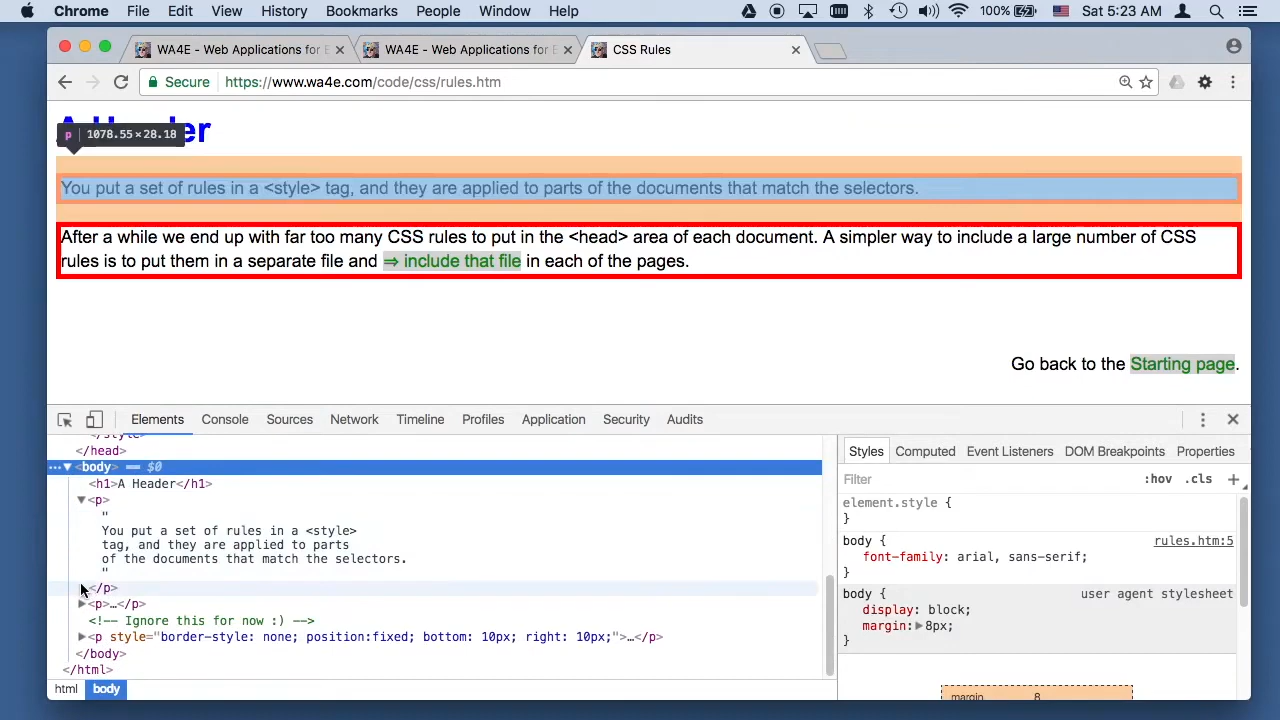 Chrome File Edit View History Bookmarks People Window Help 100% Sat 5:23 AM
WA4E - Web Applications for E WA4E - Web Applications for E CSS Rules
Secure https://www.wa4e.com/code/css/rules.htm
A Header
p 1078.55×28.18
You put a set of rules in a <style> tag, and they are applied to parts of the documents that match the selectors.
After a while we end up with far too many CSS rules to put in the <head> area of each document. A simpler way to include a large number of CSS
rules is to put them in a separate file and ⇒ include that file in each of the pages.
Go back to the Starting page.
Elements Console Sources Network Timeline Profiles Application Security Audits
</style>
</head>
<body> == $0
<h1>A Header</h1>
<p>
"
You put a set of rules in a <style>
tag, and they are applied to parts
of the documents that match the selectors.
"
</p>
<p>…</p>
<!-- Ignore this for now :) -->
<p style="border-style: none; position:fixed; bottom: 10px; right: 10px;">…</p>
</body>
</html>
html body
Styles Computed Event Listeners DOM Breakpoints Properties
Filter :hov .cls +
element.style {
}
body { rules.htm:5
font-family: arial, sans-serif;
}
body { user agent stylesheet
display: block;
margin: 8px;
}
margin 8